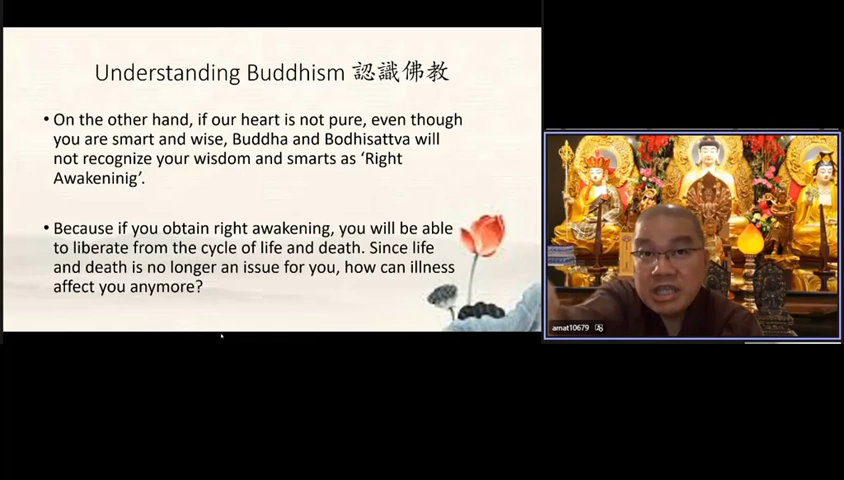 Understanding Buddhism 認識佛教
• On the other hand, if our heart is not pure, even though
you are smart and wise, Buddha and Bodhisattva will
not recognize your wisdom and smarts as ‘Right
Awakeninig’.
• Because if you obtain right awakening, you will be able
to liberate from the cycle of life and death. Since life
and death is no longer an issue for you, how can illness
affect you anymore?
amat10679